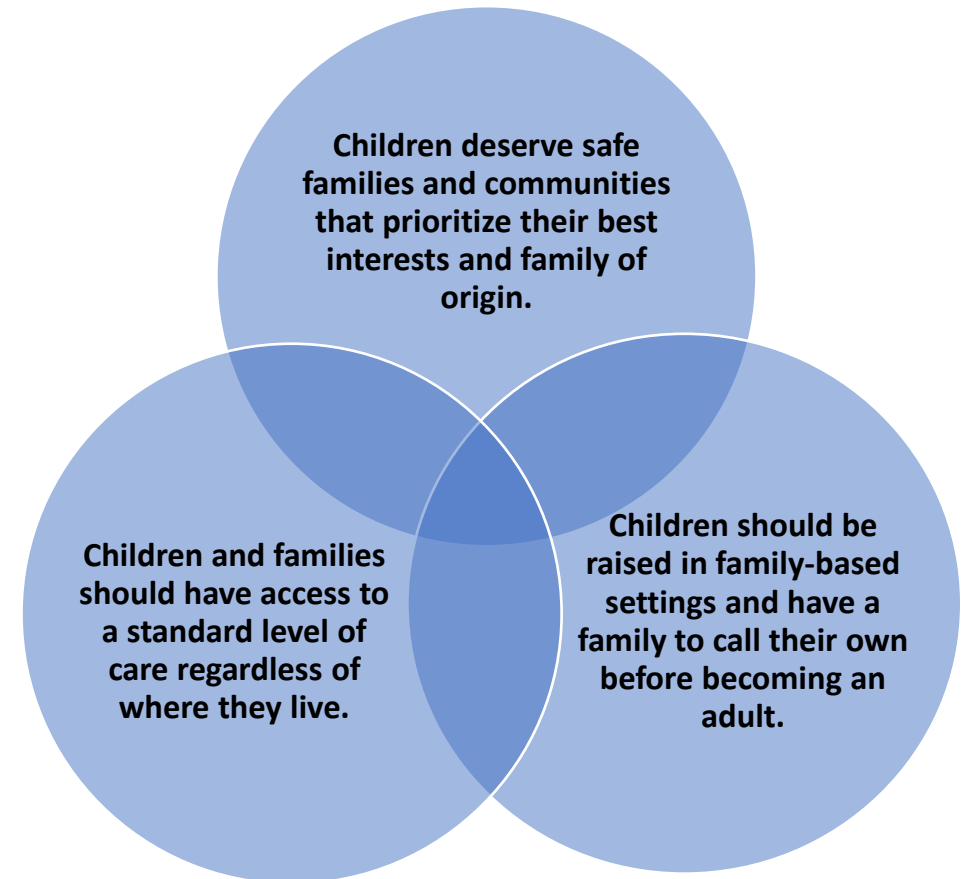 Children deserve safe
families and communities
that prioritize their best
interests and family of
origin.
Children and families
should have access to
a standard level of
care regardless of
where they live.
Children should be
raised in family-based
settings and have a
family to call their own
before becoming an
adult.